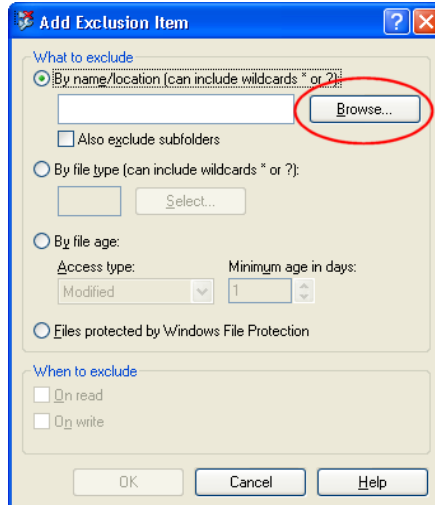 Add Exclusion Item
What to exclude
By name/location (can include wildcards * or ?):
Browse...
Also exclude subfolders
By file type (can include wildcards * or ?):
Select...
By file age:
Access type: Minimum age in days:
Modified 1
Files protected by Windows File Protection
When to exclude
On read
On write
OK Cancel Help